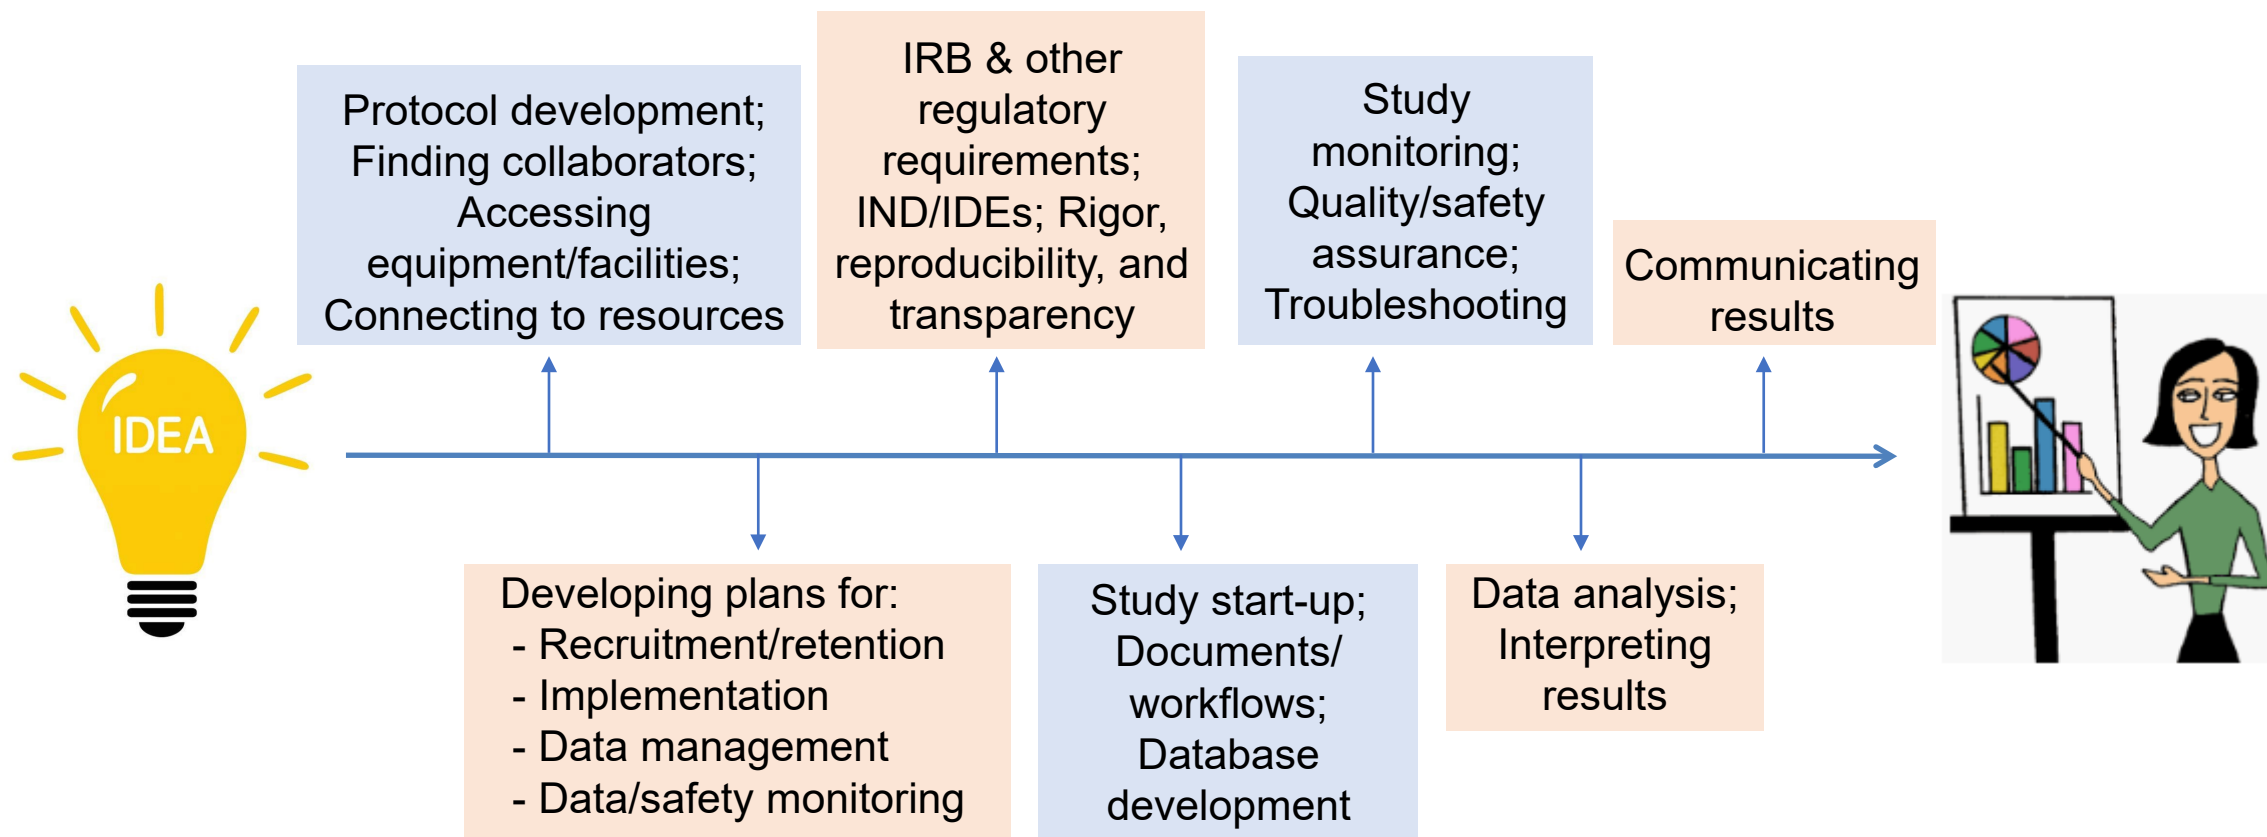 IDEA
Protocol development;
Finding collaborators;
Accessing
equipment/facilities;
Connecting to resources
Developing plans for:
- Recruitment/retention
- Implementation
- Data management
- Data/safety monitoring
IRB & other
regulatory
requirements;
IND/IDEs; Rigor,
reproducibility, and
transparency
Study start-up;
Documents/
workflows;
Database
development
Study
monitoring;
Quality/safety
assurance;
Troubleshooting
Data analysis;
Interpreting
results
Communicating
results